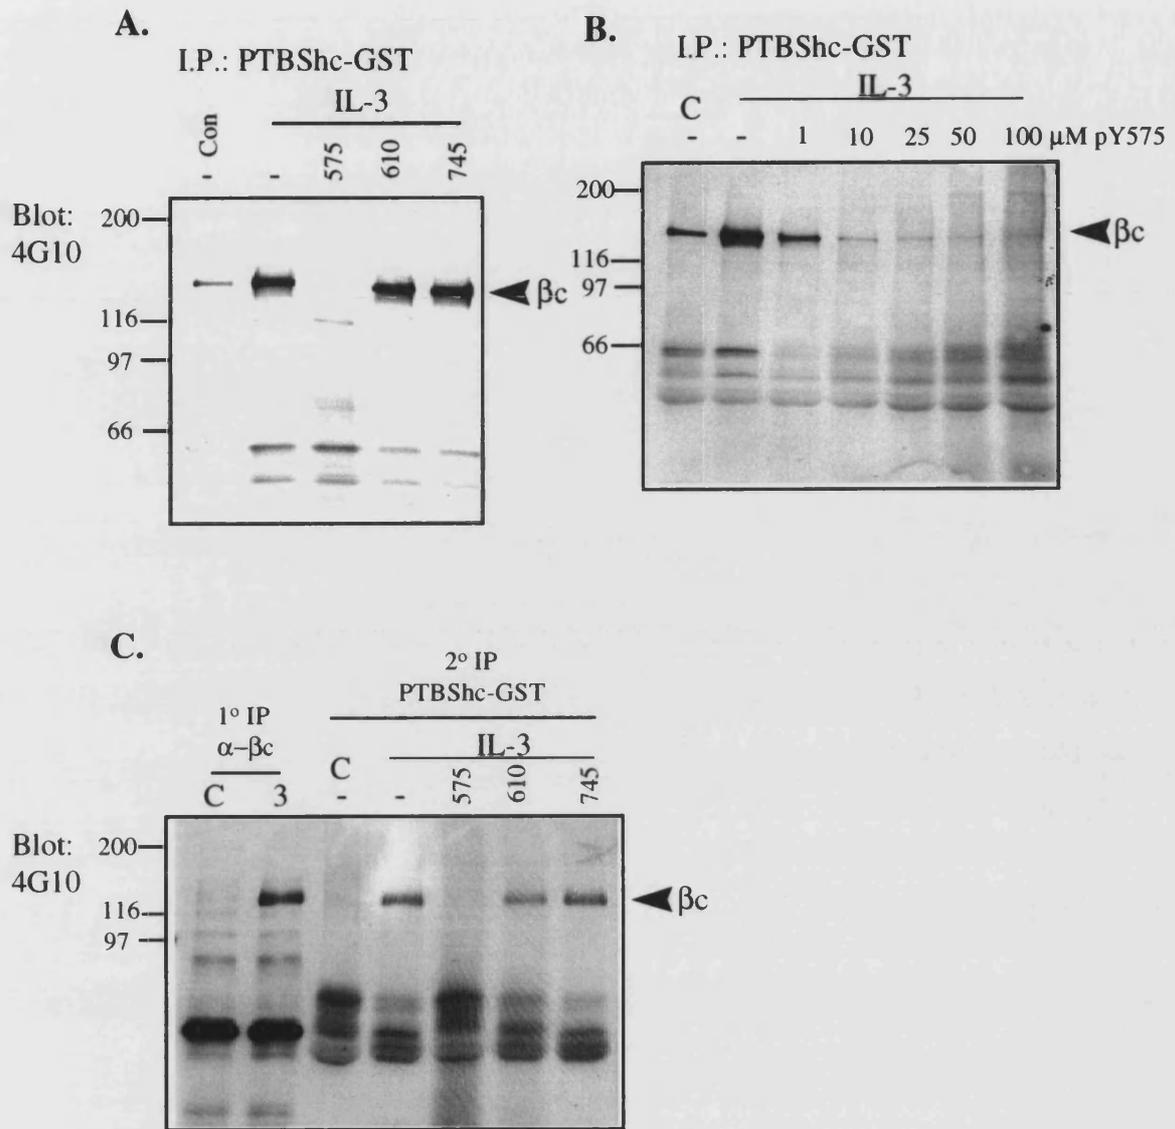 A.
I.P.: PTBShc-GST
IL-3
- Con
-
575
610
745
Blot:
4G10
200
116
97
66
βc
B.
I.P.: PTBShc-GST
IL-3
C
- - 1 10 25 50 100 μM pY575
200
116
97
66
βc
C.
2º IP
PTBShc-GST
1º IP
α-βc
IL-3
C 3
C
-
-
575
610
745
Blot:
4G10
200
116
97
βc